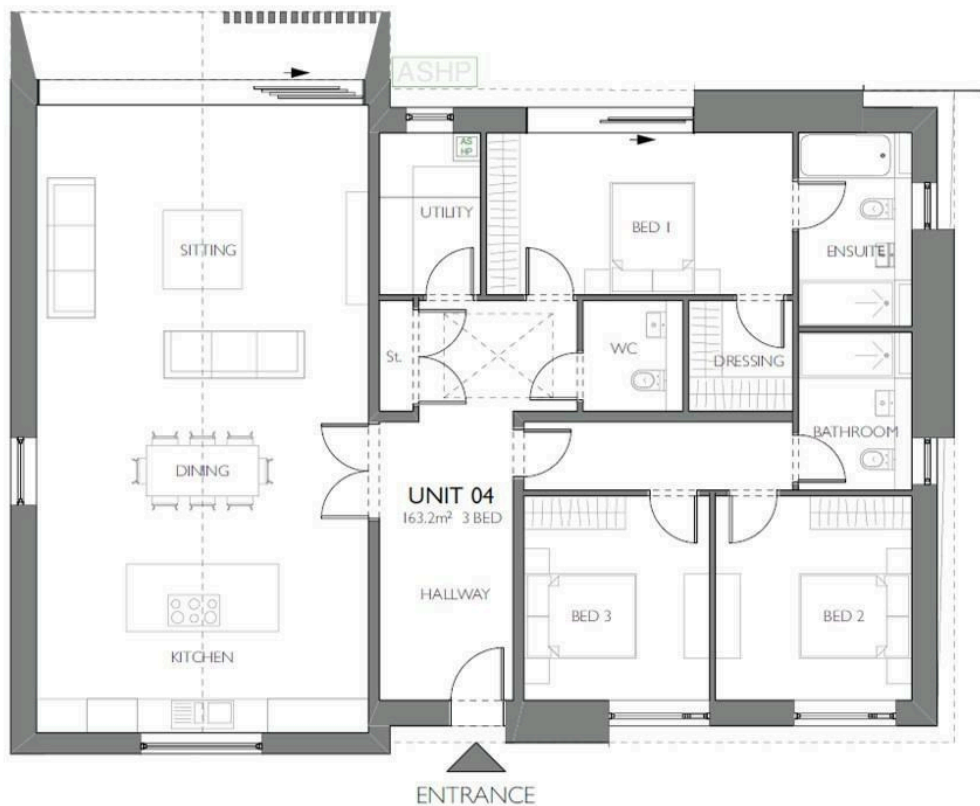 ASHP
AS
HP
UTILITY
BED 1
SITTING
ENSUITE
St.
WC
DRESSING
BATHROOM
DINING
UNIT 04
163.2m² 3 BED
HALLWAY
BED 3
BED 2
KITCHEN
ENTRANCE